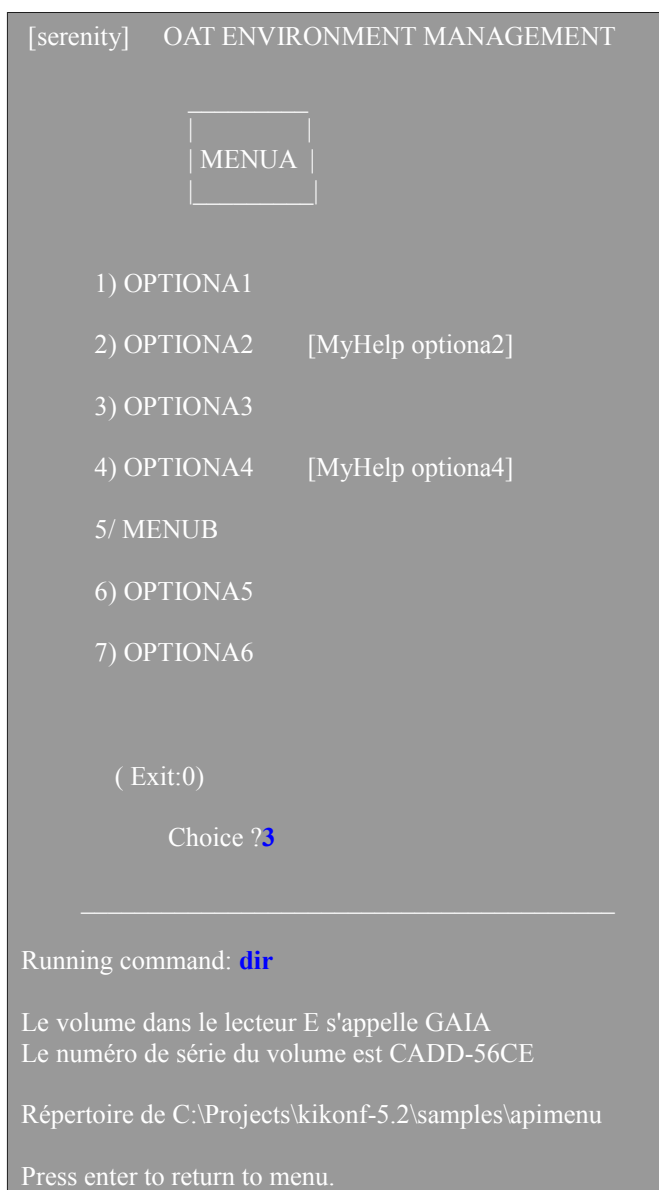 [serenity] OAT ENVIRONMENT MANAGEMENT
| MENUA |
1) OPTIONA1
2) OPTIONA2 [MyHelp optiona2]
3) OPTIONA3
4) OPTIONA4 [MyHelp optiona4]
5/ MENUB
6) OPTIONA5
7) OPTIONA6
( Exit:0)
Choice ?3
Running command: dir
Le volume dans le lecteur E s'appelle GAIA
Le numéro de série du volume est CADD-56CE
Répertoire de C:\Projects\kikonf-5.2\samples\apimenu
Press enter to return to menu.